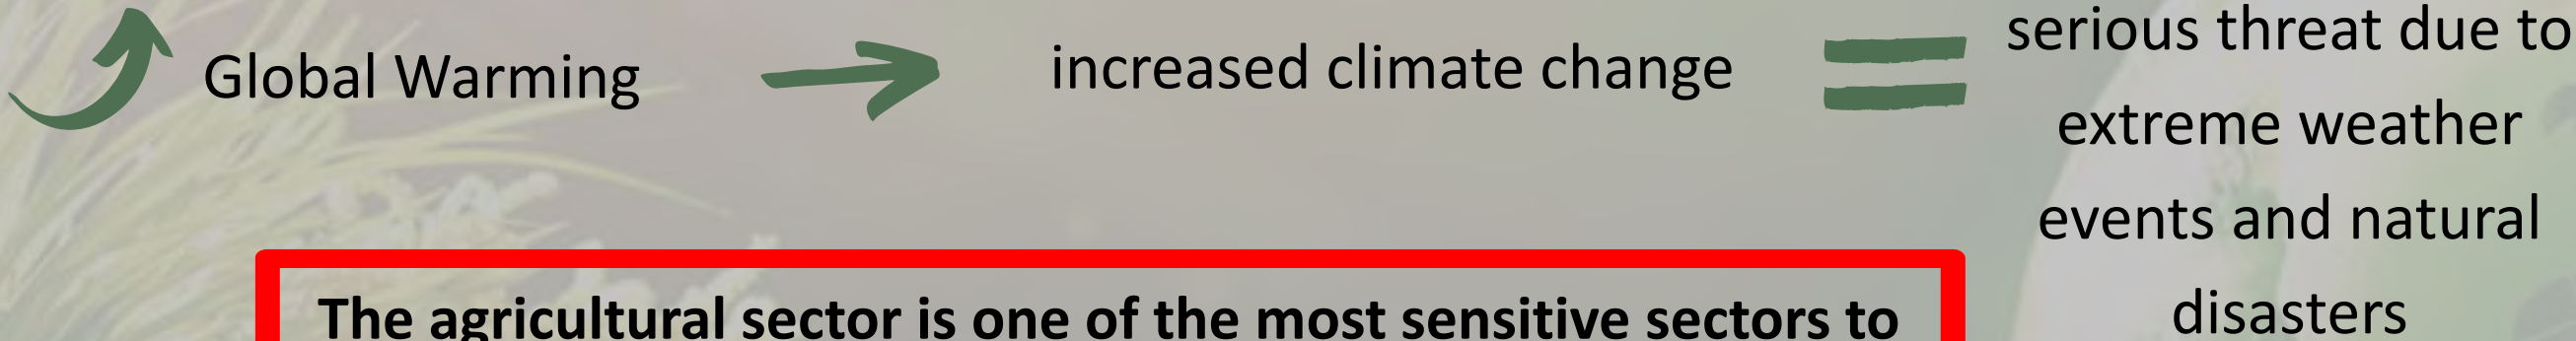 Global Warming
increased climate change
serious threat due to
extreme weather
events and natural
disasters
The agricultural sector is one of the most sensitive sectors to